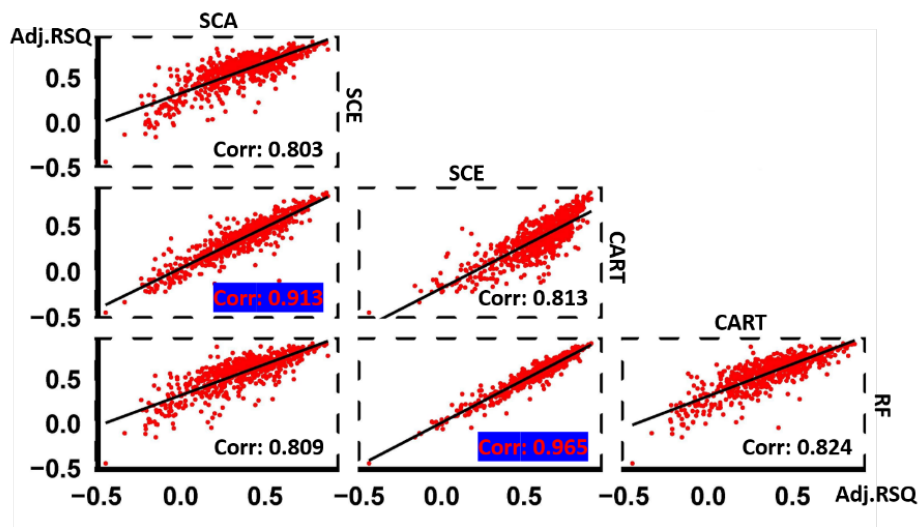 SCA
Adj.RSQ
0.5
0.0
−0.5
SCE
Corr: 0.803
SCE
0.5
0.0
−0.5
CART
Corr: 0.913
Corr: 0.813
CART
0.5
0.0
−0.5
RF
Corr: 0.809
Corr: 0.965
Corr: 0.824
−0.5 0.0 0.5 −0.5 0.0 0.5 −0.5 0.0 0.5 Adj.RSQ